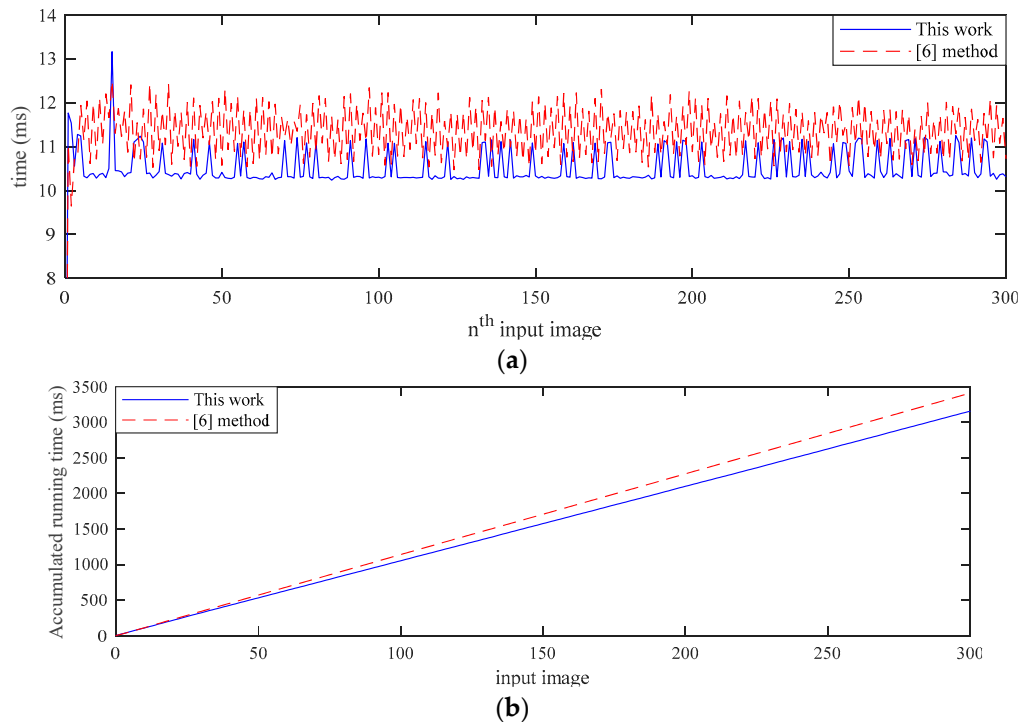 14
13
12
11
10
9
8
time (ms)
This work
[6] method
0 50 100 150 200 250 300
nth input image
(a)
3500
3000
2500
2000
1500
1000
500
0
Accumulated running time (ms)
This work
[6] method
0 50 100 150 200 250 300
input image
(b)